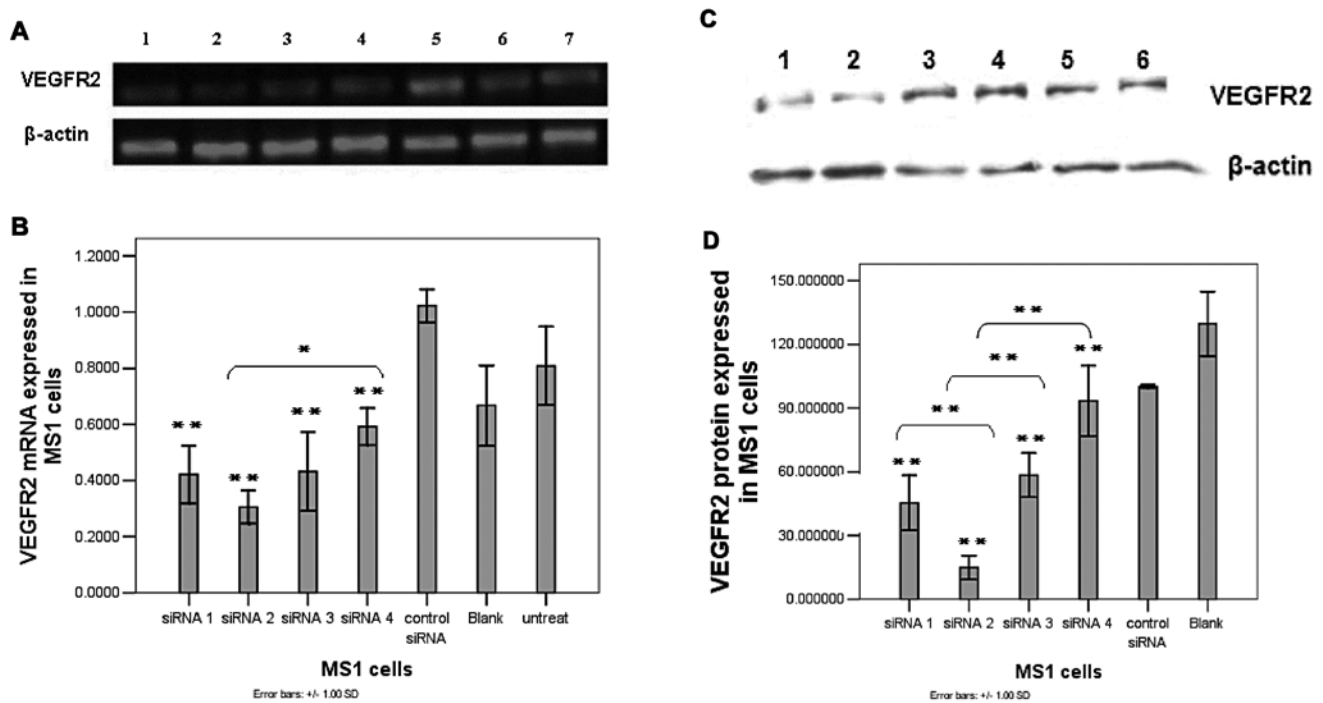 A
1 2 3 4 5 6 7
VEGFR2
β-actin
B
VEGFR2 mRNA expressed in
MS1 cells
1.2000
1.0000
0.8000
0.6000
0.4000
0.2000
0.0000
*
** ** ** **
siRNA 1 siRNA 2 siRNA 3 siRNA 4 control siRNA Blank untreat
MS1 cells
Error bars: +/- 1.00 SD
C
1 2 3 4 5 6
VEGFR2
β-actin
D
VEGFR2 protein expressed
in MS1 cells
150.000000
120.000000
90.000000
60.000000
30.000000
0.000000
**
**
**
** ** ** **
siRNA 1 siRNA 2 siRNA 3 siRNA 4 control siRNA Blank
MS1 cells
Error bars: +/- 1.00 SD